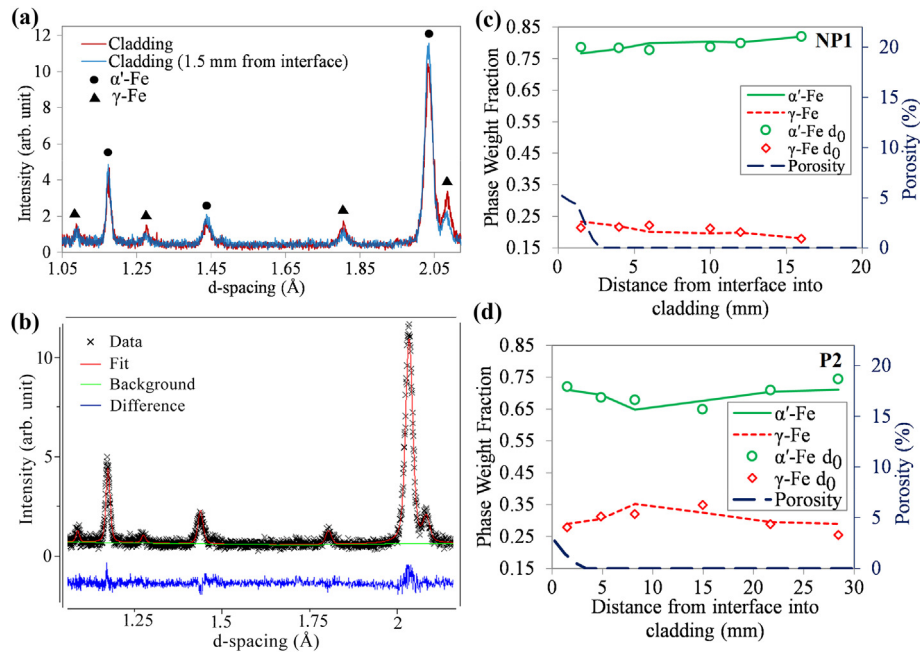 (a)
Cladding
Cladding (1.5 mm from interface)
α'-Fe
γ-Fe
Intensity (arb. unit)
12
10
8
6
4
2
0
1.05 1.25 1.45 1.65 1.85 2.05
d-spacing (Å)
(b)
Data
Fit
Background
Difference
Intensity (arb. unit)
10
5
0
1.25 1.5 1.75 2
d-spacing (Å)
(c)
NP1
Phase Weight Fraction
0.85
0.75
0.65
0.55
0.45
0.35
0.25
0.15
α'-Fe
γ-Fe
α'-Fe d0
γ-Fe d0
Porosity
20
15
10
5
0
Porosity (%)
0 5 10 15 20
Distance from interface into
cladding (mm)
(d)
P2
Phase Weight Fraction
0.85
0.75
0.65
0.55
0.45
0.35
0.25
0.15
α'-Fe
γ-Fe
α'-Fe d0
γ-Fe d0
Porosity
20
15
10
5
0
Porosity (%)
0 5 10 15 20 25 30
Distance from interface into
cladding (mm)